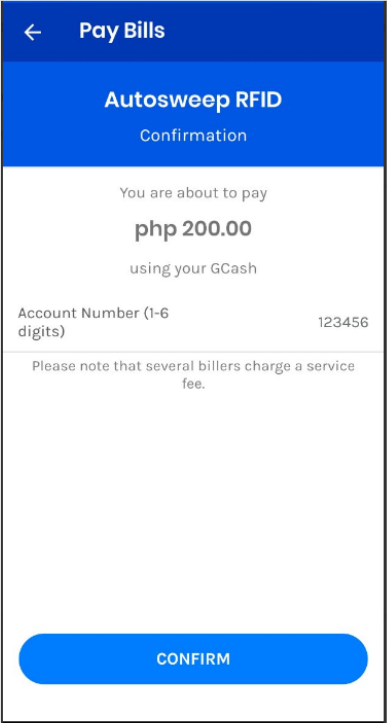 Pay Bills
Autosweep RFID
Confirmation
You are about to pay
php 200.00
using your GCash
Account Number (1-6
digits)
123456
Please note that several billers charge a service
fee.
CONFIRM